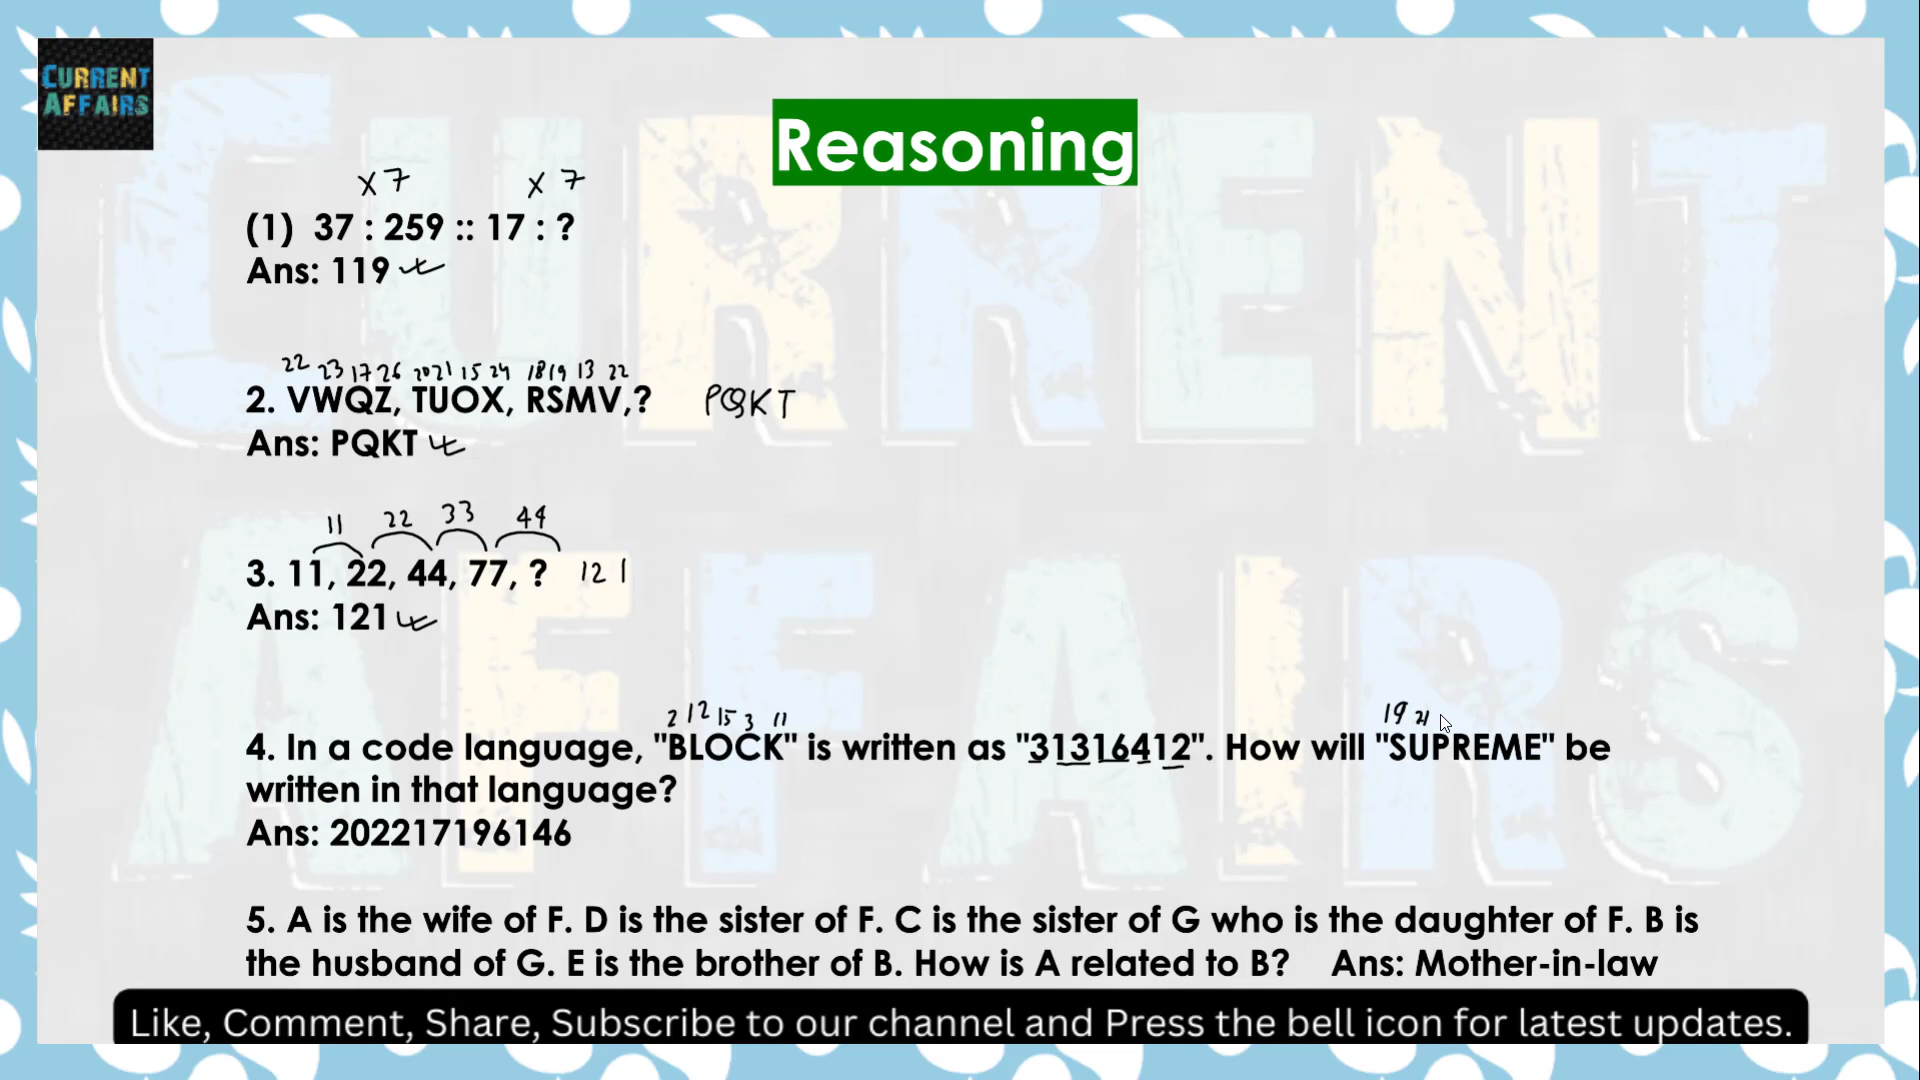 CURRENT
AFFAIRS
Reasoning
x 7 x 7
(1) 37 : 259 :: 17 : ?
Ans: 119
22 23 17 26 20 21 15 24 18 19 13 22
2. VWQZ, TUOX, RSMV,? PQKT
Ans: PQKT
11 22 33 44
3. 11, 22, 44, 77, ? 121
Ans: 121
2 12 15 3 11 19 21
4. In a code language, "BLOCK" is written as "31316412". How will "SUPREME" be
written in that language?
Ans: 202217196146
5. A is the wife of F. D is the sister of F. C is the sister of G who is the daughter of F. B is
the husband of G. E is the brother of B. How is A related to B? Ans: Mother-in-law
Like, Comment, Share, Subscribe to our channel and Press the bell icon for latest updates.
CURRENT
AFFAIRS